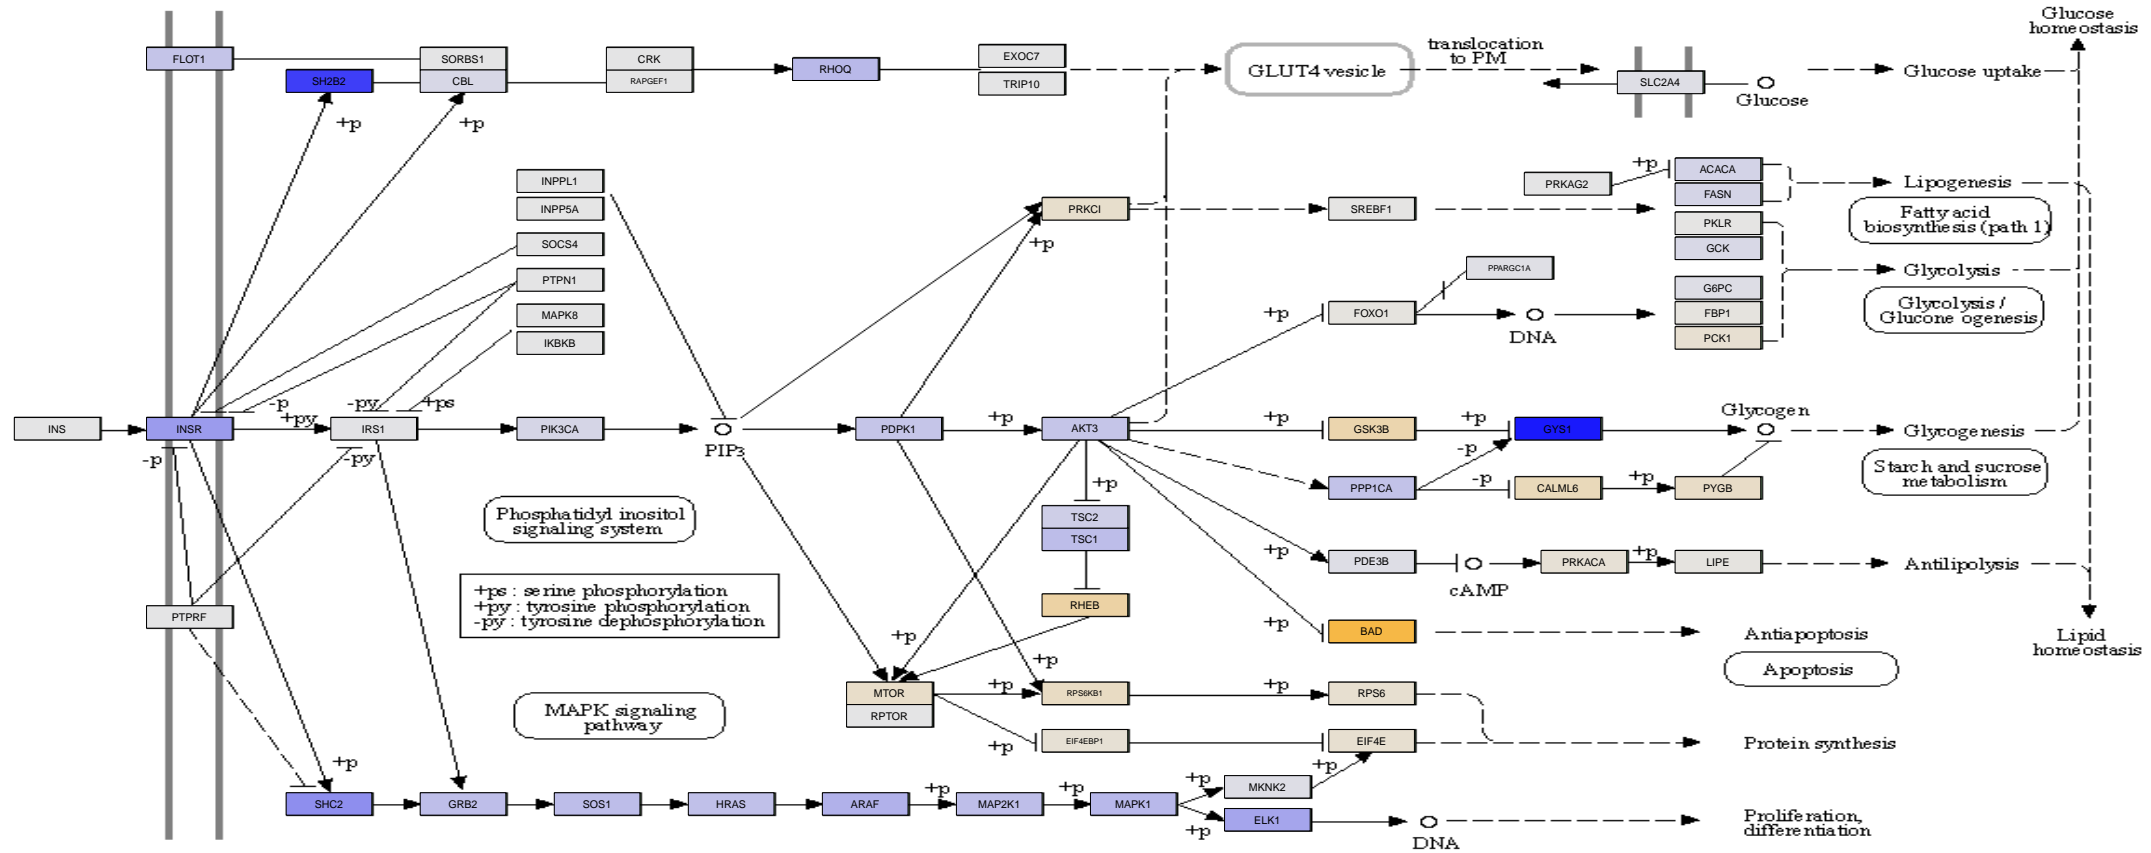 Glucose
homeostasis
FLOT1
SORBS1
CRK
EXOC7
translocation
to PM
SH2B2
CBL
RAPGEF1
RHOQ
TRIP10
GLUT4 vesicle
SLC2A4
Glucose
Glucose uptake
+p
+p
INPPL1
INPP5A
SOCS4
PTPN1
MAPK8
IKBKB
PRKCI
+p
SREBF1
PRKAG2
+p
ACACA
FASN
PKLR
GCK
Lipogenesis
Fatty acid
biosynthesis (path 1)
PPARGC1A
G6PC
FBP1
PCK1
Glycolysis
Glycolysis /
Glucone ogenesis
+p
FOXO1
DNA
-p
+py
-py
+ps
INS
INSR
IRS1
PIK3CA
PIP3
PDPK1
+p
AKT3
+p
GSK3B
+p
GYS1
Glycogen
Glycogenesis
-p
-py
-p
PPP1CA
-p
CALML6
+p
PYGB
Starch and sucrose
metabolism
Phosphatidyl inositol
signaling system
+p
TSC2
TSC1
+p
PDE3B
cAMP
PRKACA
+p
LIPE
Antilipolysis
+ps : serine phosphorylation
+py : tyrosine phosphorylation
-py : tyrosine dephosphorylation
PTPRF
RHEB
+p
+p
BAD
Antiapoptosis
Apoptosis
Lipid
homeostasis
+p
MTOR
RPTOR
+p
RPS6KB1
+p
RPS6
MAPK signaling
pathway
+p
EIF4EBP1
EIF4E
Protein synthesis
+p
SHC2
GRB2
SOS1
HRAS
ARAF
+p
MAP2K1
+p
MAPK1
+p
MKNK2
+p
+p
ELK1
DNA
Proliferation,
differentiation